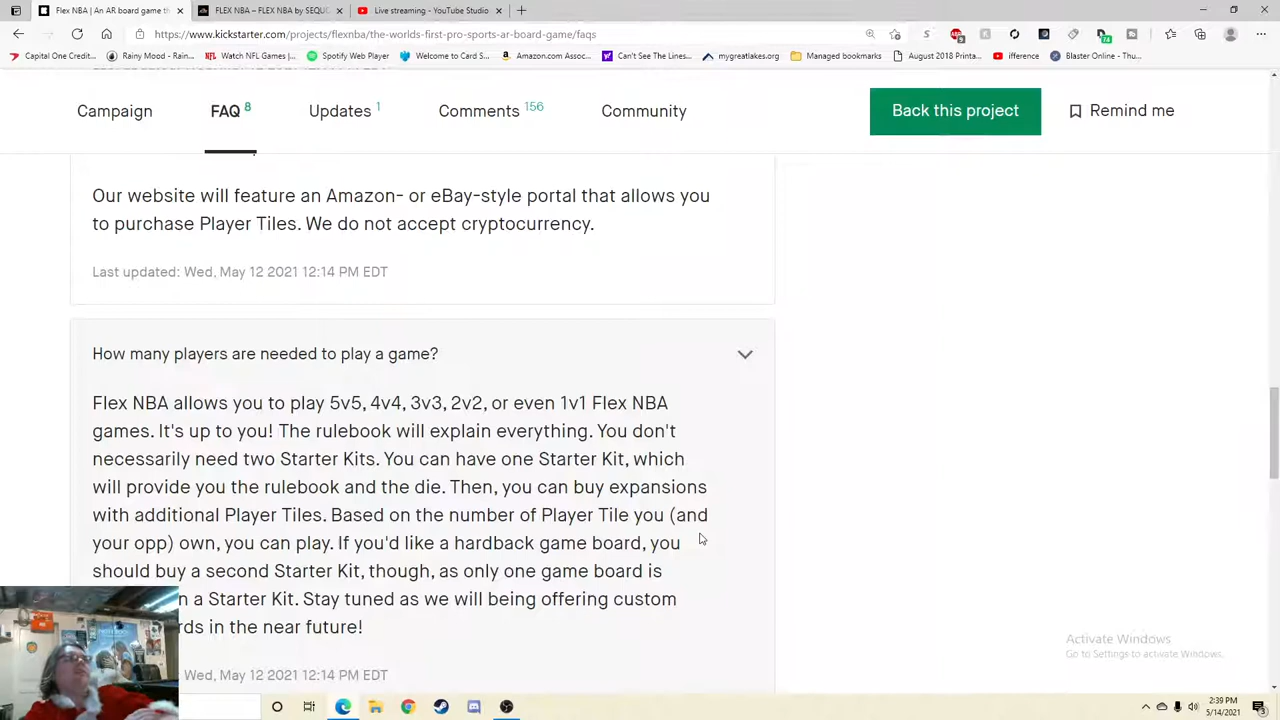 Flex NBA | An AR board game th
FLEX NBA – FLEX NBA by SEQUO
Live streaming - YouTube Studio
https://www.kickstarter.com/projects/flexnba/the-worlds-first-pro-sports-ar-board-game/faqs
Capital One Credit...
Rainy Mood - Rain...
Watch NFL Games |...
Spotify Web Player
Welcome to Card S...
Amazon.com Assoc...
Can't See The Lines...
mygreatlakes.org
Managed bookmarks
August 2018 Printa...
ifference
Blaster Online - Thu...
Campaign
FAQ 8
Updates 1
Comments 156
Community
Back this project
Remind me
Our website will feature an Amazon- or eBay-style portal that allows you
to purchase Player Tiles. We do not accept cryptocurrency.
Last updated: Wed, May 12 2021 12:14 PM EDT
How many players are needed to play a game?
Flex NBA allows you to play 5v5, 4v4, 3v3, 2v2, or even 1v1 Flex NBA
games. It's up to you! The rulebook will explain everything. You don't
necessarily need two Starter Kits. You can have one Starter Kit, which
will provide you the rulebook and the die. Then, you can buy expansions
with additional Player Tiles. Based on the number of Player Tile you (and
your opp) own, you can play. If you'd like a hardback game board, you
should buy a second Starter Kit, though, as only one game board is
n a Starter Kit. Stay tuned as we will being offering custom
rds in the near future!
Wed, May 12 2021 12:14 PM EDT
Activate Windows
Go to Settings to activate Windows.
2:39 PM
5/14/2021